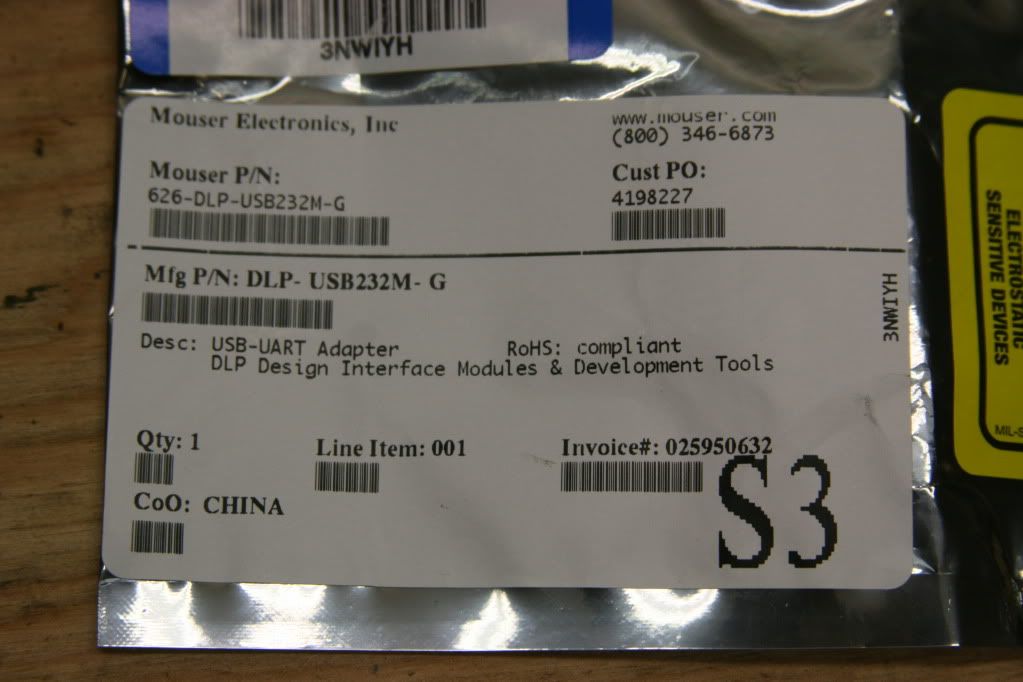 3NWIYH
Mouser Electronics, Inc
www.mouser.com
(800) 346-6873
Mouser P/N:
626-DLP-USB232M-G
Cust PO:
4198227
Mfg P/N: DLP- USB232M- G
3NWIYH
Desc: USB-UART Adapter RoHS: compliant
DLP Design Interface Modules & Development Tools
Qty: 1
Line Item: 001
Invoice#: 025950632
CoO: CHINA
S3
ELECTROSTATIC
SENSITIVE DEVICES